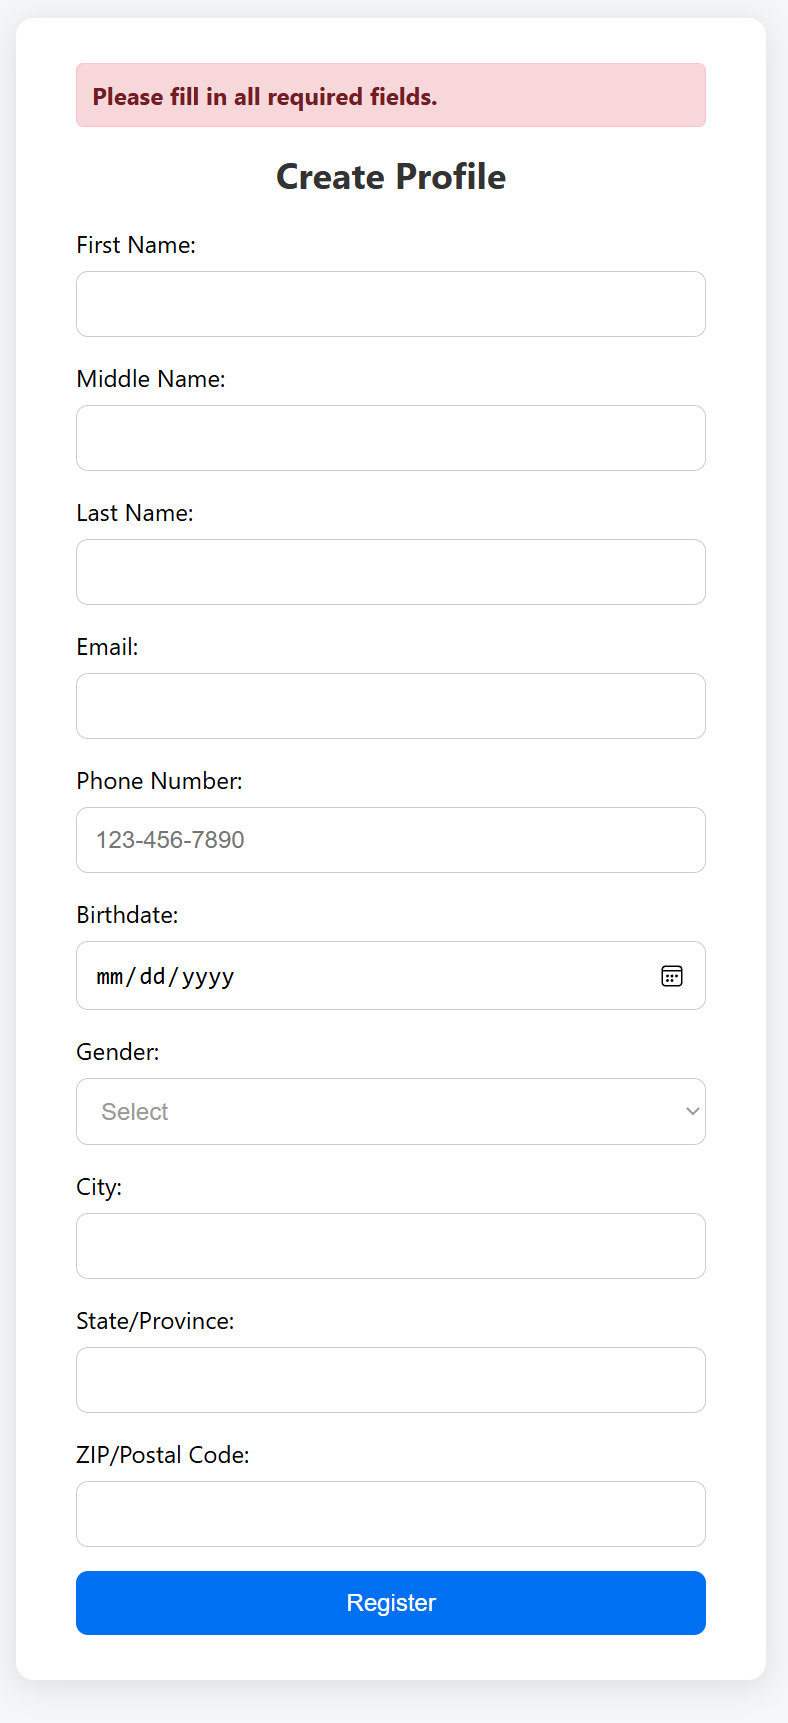 Please fill in all required fields.
Create Profile
First Name:
Middle Name:
Last Name:
Email:
Phone Number:
123-456-7890
Birthdate:
mm/dd/yyyy
Gender:
Select
City:
State/Province:
ZIP/Postal Code:
Register